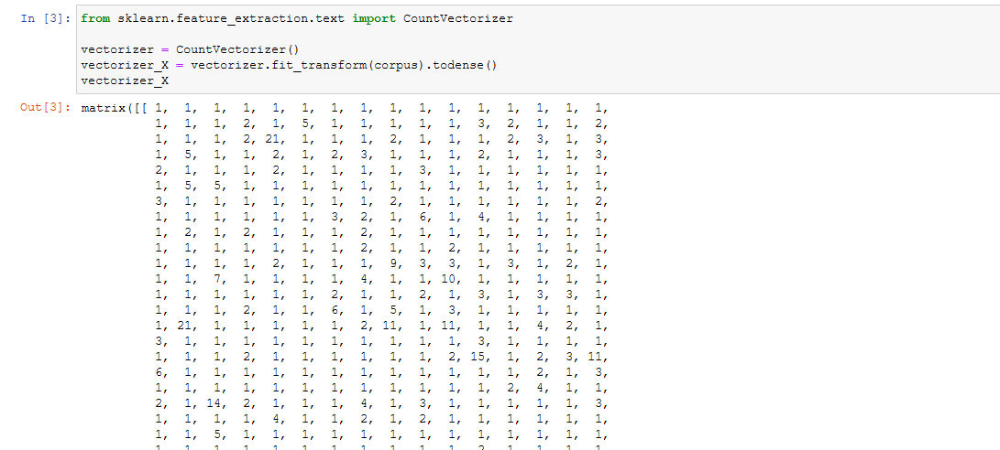 In [3]: from sklearn.feature_extraction.text import CountVectorizer
vectorizer = CountVectorizer()
vectorizer_X = vectorizer.fit_transform(corpus).todense()
vectorizer_X
Out[3]: matrix([[ 1, 1, 1, 1, 1, 1, 1, 1, 1, 1, 1, 1, 1, 1, 1, 1,
1, 1, 1, 2, 1, 5, 1, 1, 1, 1, 1, 3, 2, 1, 1, 2,
1, 1, 1, 2, 21, 1, 1, 1, 2, 1, 1, 1, 2, 3, 1, 3,
1, 5, 1, 1, 2, 1, 2, 3, 1, 1, 1, 2, 1, 1, 1, 3,
2, 1, 1, 1, 2, 1, 1, 1, 1, 3, 1, 1, 1, 1, 1, 1,
1, 5, 5, 1, 1, 1, 1, 1, 1, 1, 1, 1, 1, 1, 1, 1,
3, 1, 1, 1, 1, 1, 1, 1, 2, 1, 1, 1, 1, 1, 1, 2,
1, 1, 1, 1, 1, 1, 3, 2, 1, 6, 1, 4, 1, 1, 1, 1,
1, 2, 1, 2, 1, 1, 1, 2, 1, 1, 1, 1, 1, 1, 1, 1,
1, 1, 1, 1, 1, 1, 1, 2, 1, 1, 2, 1, 1, 1, 1, 1,
1, 1, 1, 1, 2, 1, 1, 1, 9, 3, 3, 1, 3, 1, 2, 1,
1, 1, 7, 1, 1, 1, 1, 4, 1, 1, 10, 1, 1, 1, 1, 1,
1, 1, 1, 1, 1, 1, 2, 1, 1, 2, 1, 3, 1, 3, 3, 1,
1, 1, 1, 2, 1, 1, 6, 1, 5, 1, 3, 1, 1, 1, 1, 1,
1, 21, 1, 1, 1, 1, 1, 2, 11, 1, 11, 1, 1, 4, 2, 1,
3, 1, 1, 1, 1, 1, 1, 1, 1, 1, 1, 3, 1, 1, 1, 1,
1, 1, 1, 2, 1, 1, 1, 1, 1, 1, 2, 15, 1, 2, 3, 11,
6, 1, 1, 1, 1, 1, 1, 1, 1, 1, 1, 1, 1, 2, 1, 3,
1, 1, 1, 1, 1, 1, 1, 1, 1, 1, 1, 1, 2, 4, 1, 1,
2, 1, 14, 2, 1, 1, 1, 4, 1, 3, 1, 1, 1, 1, 1, 3,
1, 1, 1, 1, 4, 1, 1, 2, 1, 2, 1, 1, 1, 1, 1, 1,
1, 1, 5, 1, 1, 1, 1, 1, 1, 1, 1, 1, 1, 1, 1, 1,